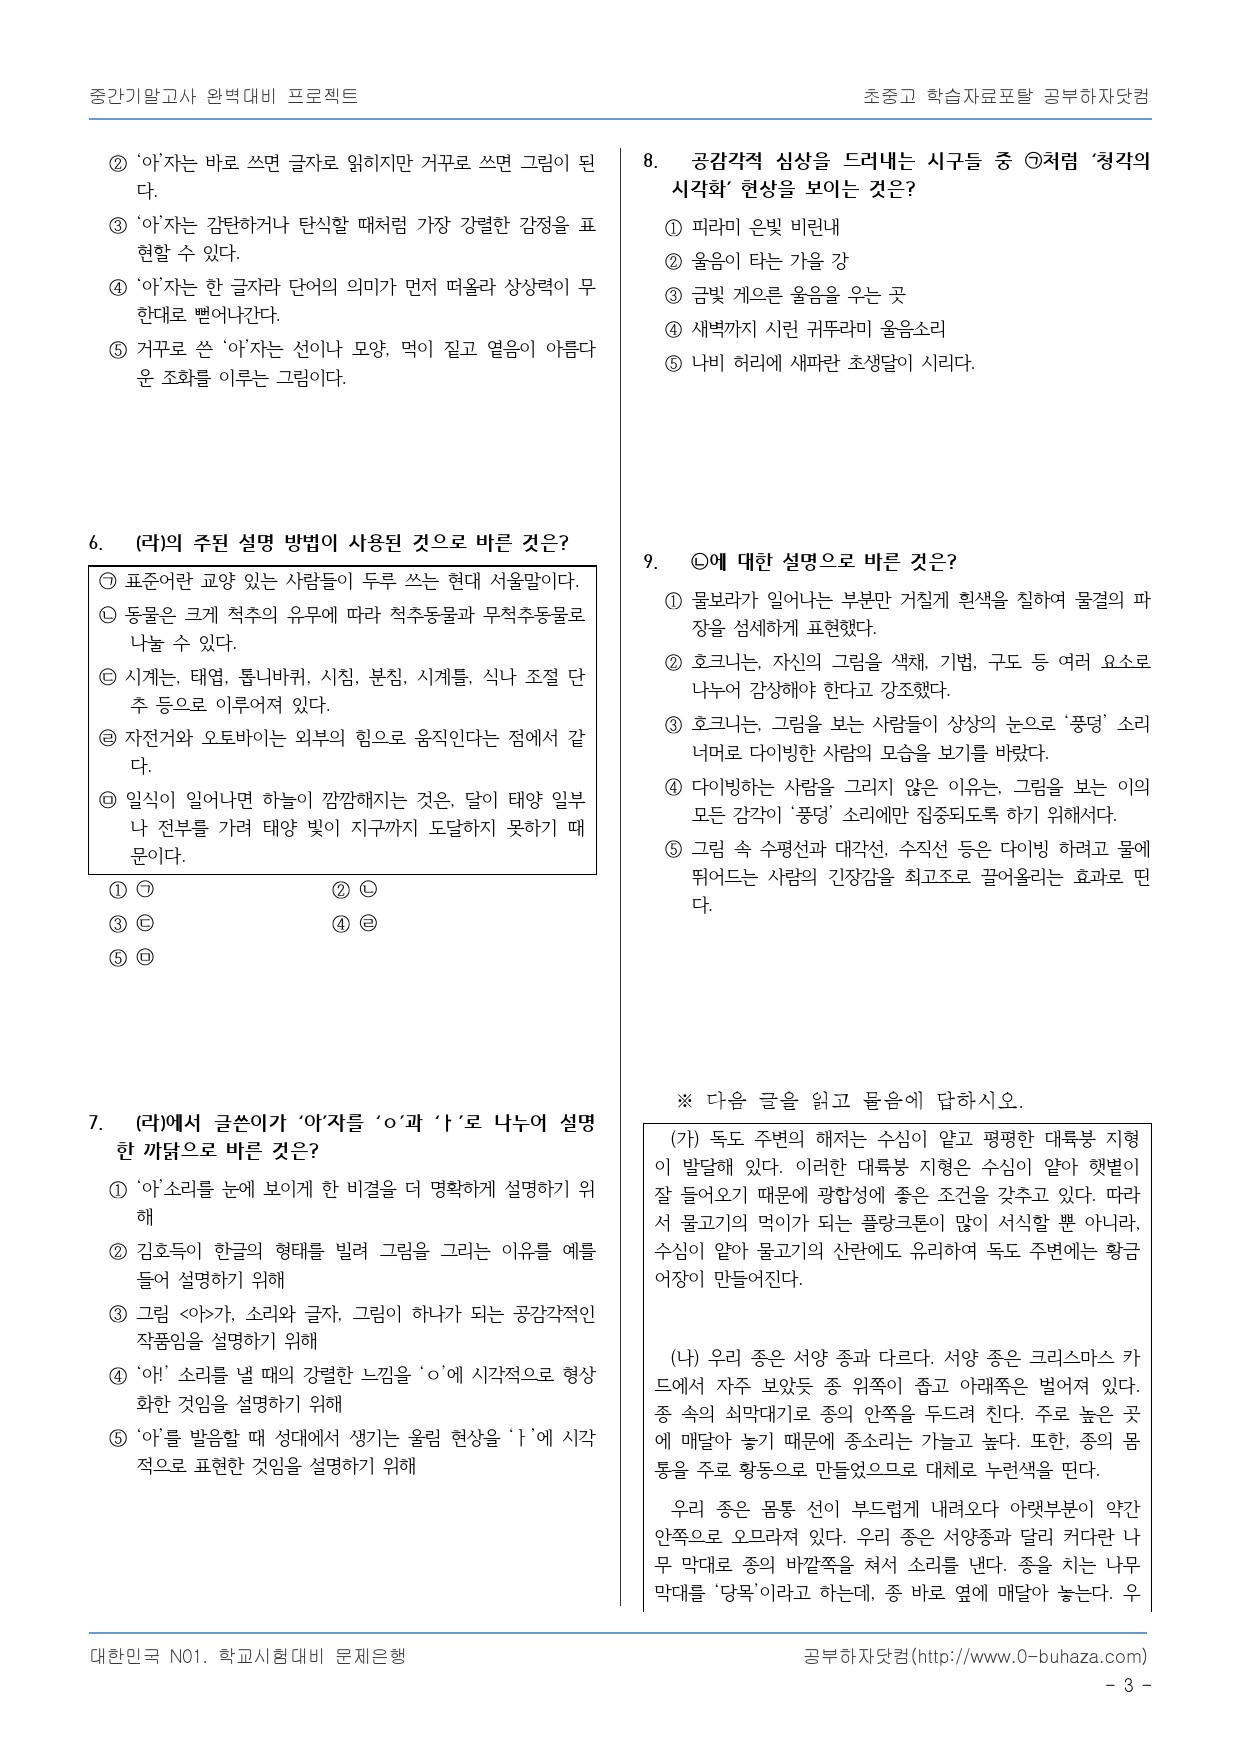 중간기말고사 완벽대비 프로젝트
초중고 학습자료포탈 공부하자닷컴
② ‘아’자는 바로 쓰면 글자로 읽히지만 거꾸로 쓰면 그림이 된
다.
③ ‘아’자는 감탄하거나 탄식할 때처럼 가장 강렬한 감정을 표
현할 수 있다.
④ ‘아’자는 한 글자라 단어의 의미가 먼저 떠올라 상상력이 무
한대로 뻗어나간다.
⑤ 거꾸로 쓴 ‘아’자는 선이나 모양, 먹이 짙고 옅음이 아름다
운 조화를 이루는 그림이다.
6. (라)의 주된 설명 방법이 사용된 것으로 바른 것은?
㉠ 표준어란 교양 있는 사람들이 두루 쓰는 현대 서울말이다.
㉡ 동물은 크게 척추의 유무에 따라 척추동물과 무척추동물로
나눌 수 있다.
㉢ 시계는, 태엽, 톱니바퀴, 시침, 분침, 시계틀, 식나 조절 단
추 등으로 이루어져 있다.
㉣ 자전거와 오토바이는 외부의 힘으로 움직인다는 점에서 같
다.
㉤ 일식이 일어나면 하늘이 깜깜해지는 것은, 달이 태양 일부
나 전부를 가려 태양 빛이 지구까지 도달하지 못하기 때
문이다.
① ㉠ ② ㉡
③ ㉢ ④ ㉣
⑤ ㉤
7. (라)에서 글쓴이가 ‘아’자를 ‘ㅇ’과 ‘ㅏ’로 나누어 설명
한 까닭으로 바른 것은?
① ‘아’소리를 눈에 보이게 한 비결을 더 명확하게 설명하기 위
해
② 김호득이 한글의 형태를 빌려 그림을 그리는 이유를 예를
들어 설명하기 위해
③ 그림 <아>가, 소리와 글자, 그림이 하나가 되는 공감각적인
작품임을 설명하기 위해
④ ‘아!’ 소리를 낼 때의 강렬한 느낌을 ‘ㅇ’에 시각적으로 형상
화한 것임을 설명하기 위해
⑤ ‘아’를 발음할 때 성대에서 생기는 울림 현상을 ‘ㅏ’에 시각
적으로 표현한 것임을 설명하기 위해
8. 공감각적 심상을 드러내는 시구들 중 ㉠처럼 ‘청각의
시각화’ 현상을 보이는 것은?
① 피라미 은빛 비린내
② 울음이 타는 가을 강
③ 금빛 게으른 울음을 우는 곳
④ 새벽까지 시린 귀뚜라미 울음소리
⑤ 나비 허리에 새파란 초생달이 시리다.
9. ㉡에 대한 설명으로 바른 것은?
① 물보라가 일어나는 부분만 거칠게 흰색을 칠하여 물결의 파
장을 섬세하게 표현했다.
② 호크니는, 자신의 그림을 색채, 기법, 구도 등 여러 요소로
나누어 감상해야 한다고 강조했다.
③ 호크니는, 그림을 보는 사람들이 상상의 눈으로 ‘풍덩’ 소리
너머로 다이빙한 사람의 모습을 보기를 바랐다.
④ 다이빙하는 사람을 그리지 않은 이유는, 그림을 보는 이의
모든 감각이 ‘풍덩’ 소리에만 집중되도록 하기 위해서다.
⑤ 그림 속 수평선과 대각선, 수직선 등은 다이빙 하려고 물에
뛰어드는 사람의 긴장감을 최고조로 끌어올리는 효과로 띤
다.
※ 다음 글을 읽고 물음에 답하시오.
(가) 독도 주변의 해저는 수심이 얕고 평평한 대륙붕 지형
이 발달해 있다. 이러한 대륙붕 지형은 수심이 얕아 햇볕이
잘 들어오기 때문에 광합성에 좋은 조건을 갖추고 있다. 따라
서 물고기의 먹이가 되는 플랑크톤이 많이 서식할 뿐 아니라,
수심이 얕아 물고기의 산란에도 유리하여 독도 주변에는 황금
어장이 만들어진다.
(나) 우리 종은 서양 종과 다르다. 서양 종은 크리스마스 카
드에서 자주 보았듯 종 위쪽이 좁고 아래쪽은 벌어져 있다.
종 속의 쇠막대기로 종의 안쪽을 두드려 친다. 주로 높은 곳
에 매달아 놓기 때문에 종소리는 가늘고 높다. 또한, 종의 몸
통을 주로 황동으로 만들었으므로 대체로 누런색을 띤다.
우리 종은 몸통 선이 부드럽게 내려오다 아랫부분이 약간
안쪽으로 오므라져 있다. 우리 종은 서양종과 달리 커다란 나
무 막대로 종의 바깥쪽을 쳐서 소리를 낸다. 종을 치는 나무
막대를 ‘당목’이라고 하는데, 종 바로 옆에 매달아 놓는다. 우
대한민국 N01. 학교시험대비 문제은행
공부하자닷컴(http://www.0-buhaza.com)
- 3 -